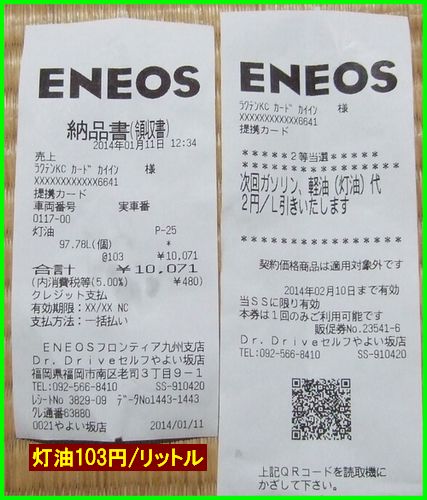 ENEOS
納品書(領収書)
2014年01月11日 12:34
売上
ﾗｸﾃﾝKC ｶｰﾄﾞ ｶｲｲﾝ 様
XXXXXXXXXXXX6641
提携カード
車両番号 実車番
0117-00
灯油 P-25
97.78L(個) *
@103 ¥10,071
合計 ¥10,071
(内消費税等(5.00%) ¥480)
クレジット支払
有効期限:XX/XX NC
支払方法:一括払い
ENEOSフロンティア九州支店
Dr. Driveセルフやよい坂店
福岡県福岡市南区老司3丁目9-1
TEL:092-566-8410 SS-910420
ﾚｼｰﾄNo 3829-09 ﾃﾞｰﾀNo1443-1443
ｸﾚ通番63880
0021やよい坂店 2014/01/11
灯油103円/リットル
ENEOS
ﾗｸﾃﾝKC ｶｰﾄﾞ ｶｲｲﾝ 様
XXXXXXXXXXXX6641
提携カード
*****2等当選*****
次回ガソリン、軽油(灯油)代
2円/L引きいたします
契約価格商品は適用対象外です
2014年02月10日まで有効
当SSに限り有効
本券は1回のみご利用可能です
販促券No.23541-6
Dr. Driveセルフやよい坂店
TEL:092-566-8410 SS-910420
上記QRコードを読取機に
かざして下さい。